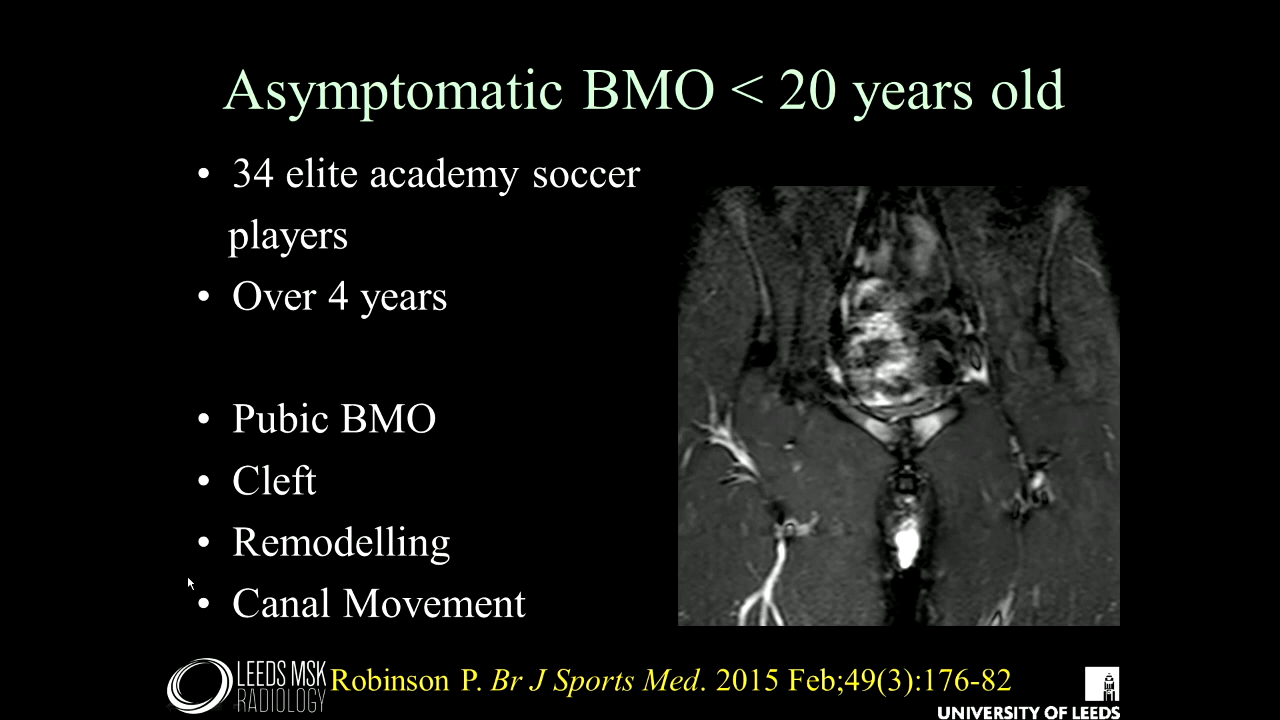 Asymptomatic BMO < 20 years old
• 34 elite academy soccer
players
• Over 4 years
• Pubic BMO
• Cleft
• Remodelling
• Canal Movement
LEEDS MSK
RADIOLOGY
Robinson P. Br J Sports Med. 2015 Feb;49(3):176-82
UNIVERSITY OF LEEDS